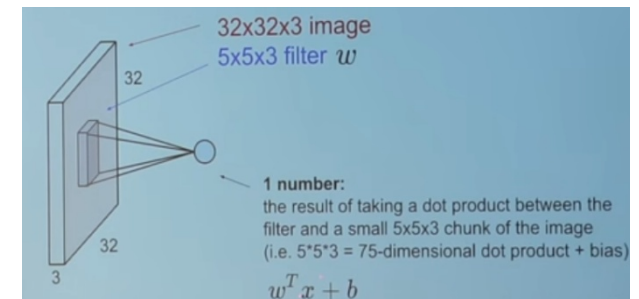 32x32x3 image
5x5x3 filter w
32
1 number:
the result of taking a dot product between the
filter and a small 5x5x3 chunk of the image
(i.e. 5*5*3 = 75-dimensional dot product + bias)
32
3
w^T x + b